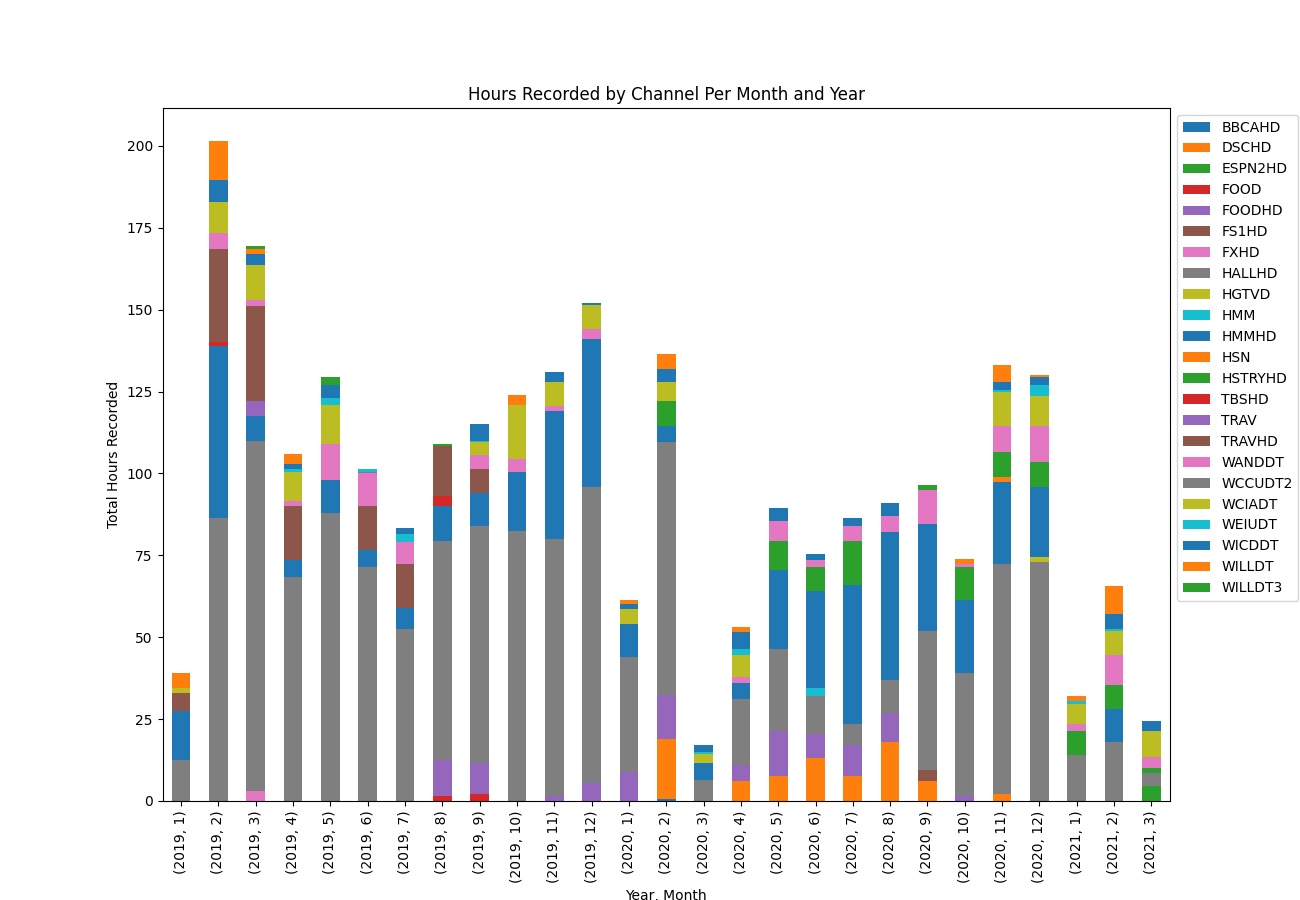 Hours Recorded by Channel Per Month and Year
Total Hours Recorded
200
175
150
125
100
75
50
25
0
(2019, 1)
(2019, 2)
(2019, 3)
(2019, 4)
(2019, 5)
(2019, 6)
(2019, 7)
(2019, 8)
(2019, 9)
(2019, 10)
(2019, 11)
(2019, 12)
(2020, 1)
(2020, 2)
(2020, 3)
(2020, 4)
(2020, 5)
(2020, 6)
(2020, 7)
(2020, 8)
(2020, 9)
(2020, 10)
(2020, 11)
(2020, 12)
(2021, 1)
(2021, 2)
(2021, 3)
Year, Month
BBCAHD
DSCHD
ESPN2HD
FOOD
FOODHD
FS1HD
FXHD
HALLHD
HGTVD
HMM
HMMHD
HSN
HSTRYHD
TBSHD
TRAV
TRAVHD
WANDDT
WCCUDT2
WCIADT
WEIUDT
WICDDT
WILLDT
WILLDT3